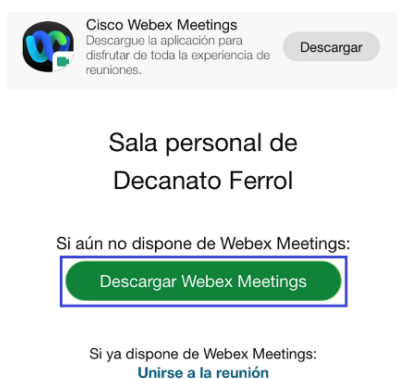 Cisco Webex Meetings
Descargue la aplicación para
disfrutar de toda la experiencia de
reuniones.
Descargar
Sala personal de
Decanato Ferrol
Si aún no dispone de Webex Meetings:
Descargar Webex Meetings
Si ya dispone de Webex Meetings:
Unirse a la reunión